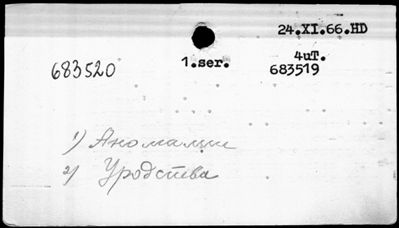 24.XI.66.HD
683520 1.ser. 4uT.
683519
1) Аномалии
2) Уродства